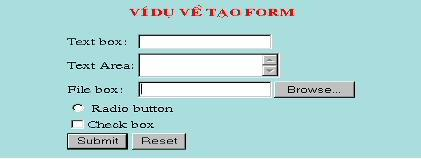 VÍ DỤ VỀ TẠO FORM
Text box:
Text Area:
File box: Browse...
Radio button
Check box
Submit Reset